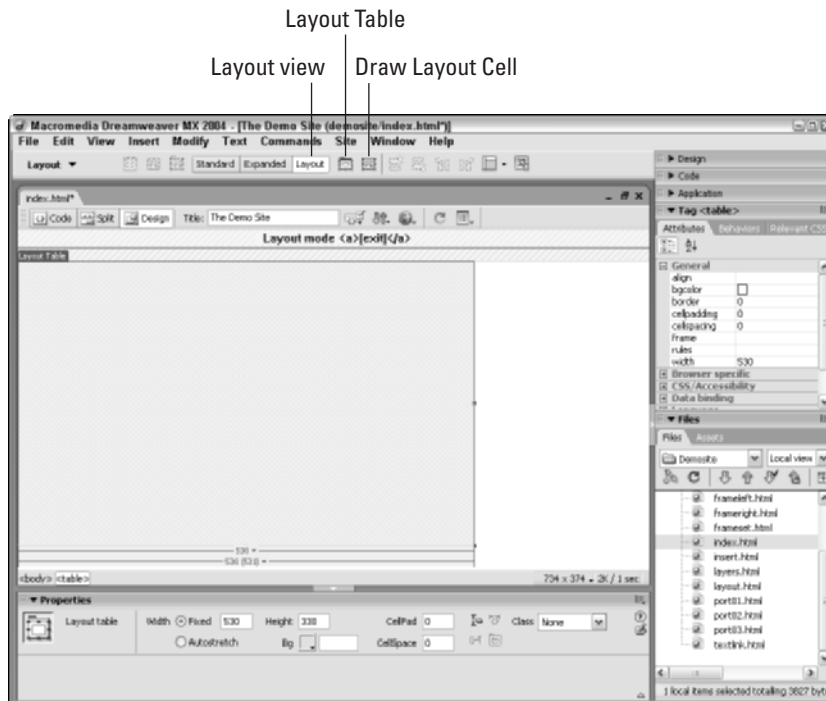 Layout Table
Layout view
Draw Layout Cell
Macromedia Dreamweaver MX 2004 - [The Demo Site (demosite/index.html*)]
File Edit View Insert Modify Text Commands Site Window Help
Layout
Standard Expanded Layout
index.html*
Code Split Design Title: The Demo Site
Layout mode <a>[exit]</a>
Layout Table
530
<body> <table>
734 x 374 2K / 1 sec
Properties
Layout table Width Fixed 530 Height 330 CellPad 0 Class None
Autostretch Bg CellSpace 0
Design
Code
Application
Tag <table>
Attributes Behaviors Relevant CSS
General
align
bgcolor
border 0
cellpadding 0
cellspacing 0
frame
rules
width 530
Browser specific
CSS/Accessibility
Data binding
Files
Files Assets
Demosite Local view
frameleft.html
frameright.html
frameset.html
index.html
insert.html
layers.html
layout.html
port01.html
port02.html
port03.html
textlink.html
1 local items selected totalling 3827 byt